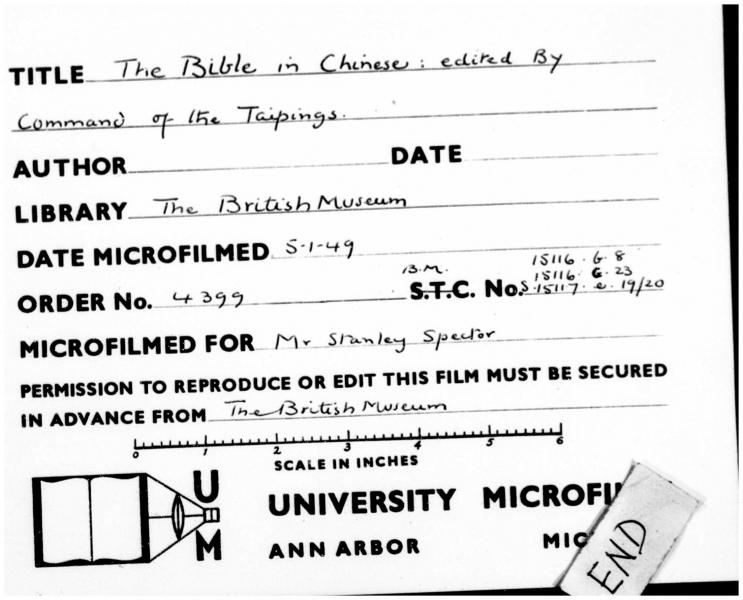 TITLE The Bible in Chinese: edited By
Command of the Taipings.
AUTHOR DATE
LIBRARY The British Museum
DATE MICROFILMED 5-1-49
B.M. 15116. b. 8
15116. 23
ORDER No. 4399 S.T.C. No. 15117. e. 19/20
MICROFILMED FOR Mr Stanley Spector
PERMISSION TO REPRODUCE OR EDIT THIS FILM MUST BE SECURED
IN ADVANCE FROM The British Museum
0 1 2 3 4 5 6
SCALE IN INCHES
U
UNIVERSITY MICROFI
M
ANN ARBOR MIC
END